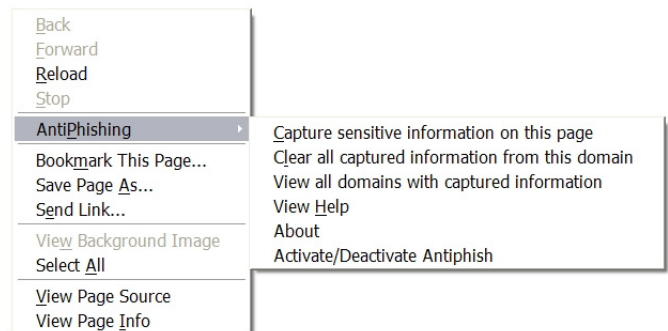 Back
Forward
Reload
Stop
AntiPhishing
Bookmark This Page...
Save Page As...
Send Link...
View Background Image
Select All
View Page Source
View Page Info
Capture sensitive information on this page
Clear all captured information from this domain
View all domains with captured information
View Help
About
Activate/Deactivate Antiphish